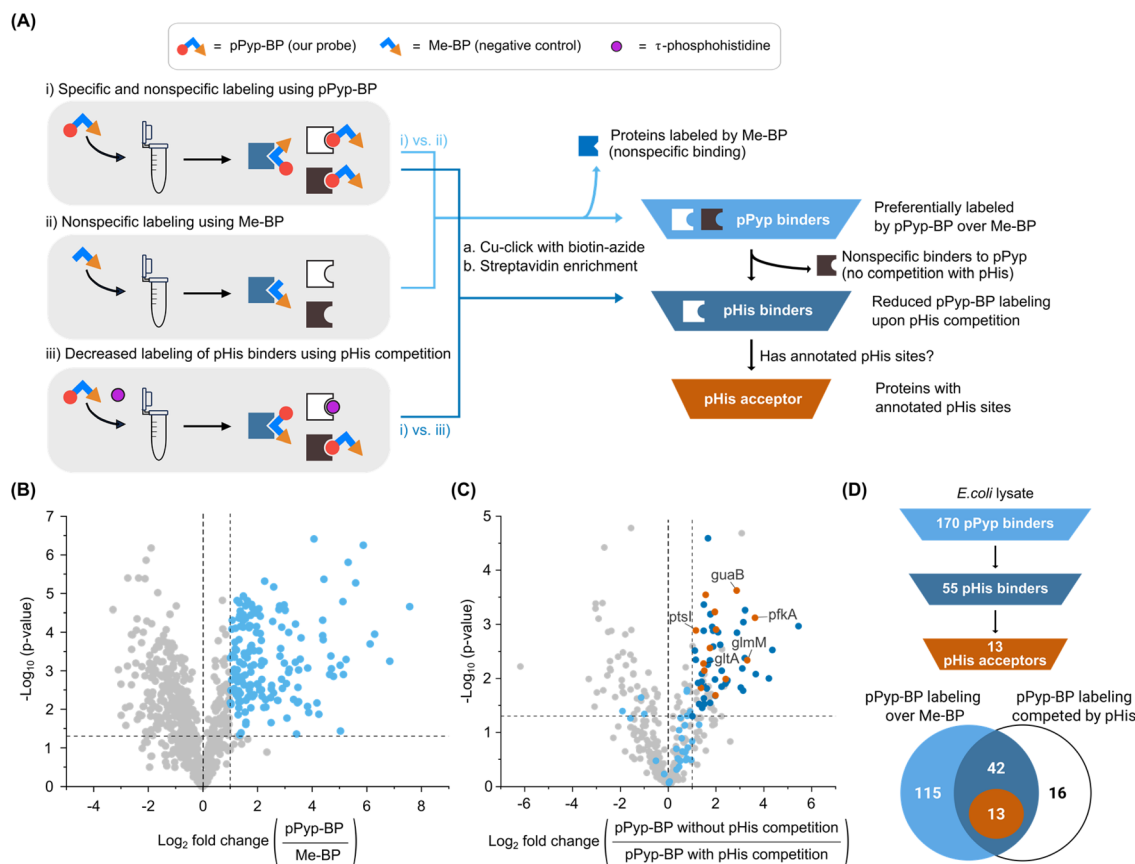 (A)
= pPyp-BP (our probe)
= Me-BP (negative control)
= τ-phosphohistidine
i) Specific and nonspecific labeling using pPyp-BP
i) vs. ii)
Proteins labeled by Me-BP
(nonspecific binding)
ii) Nonspecific labeling using Me-BP
a. Cu-click with biotin-azide
b. Streptavidin enrichment
pPyp binders
Preferentially labeled
by pPyp-BP over Me-BP
Nonspecific binders to pPyp
(no competition with pHis)
pHis binders
Reduced pPyp-BP labeling
upon pHis competition
iii) Decreased labeling of pHis binders using pHis competition
i) vs. iii)
Has annotated pHis sites?
pHis acceptor
Proteins with
annotated pHis sites
(B)
7
6
5
4
3
2
1
0
-Log10 (p-value)
-4 -2 0 2 4 6 8
Log2 fold change
pPyp-BP
Me-BP
(C)
5
4
3
2
1
0
-Log10 (p-value)
guaB
ptsI
pfkA
glmM
gltA
-6 -4 -2 0 2 4 6
Log2 fold change
pPyp-BP without pHis competition
pPyp-BP with pHis competition
(D)
E.coli lysate
170 pPyp binders
55 pHis binders
13
pHis acceptors
pPyp-BP labeling
over Me-BP
pPyp-BP labeling
competed by pHis
115
42
13
16